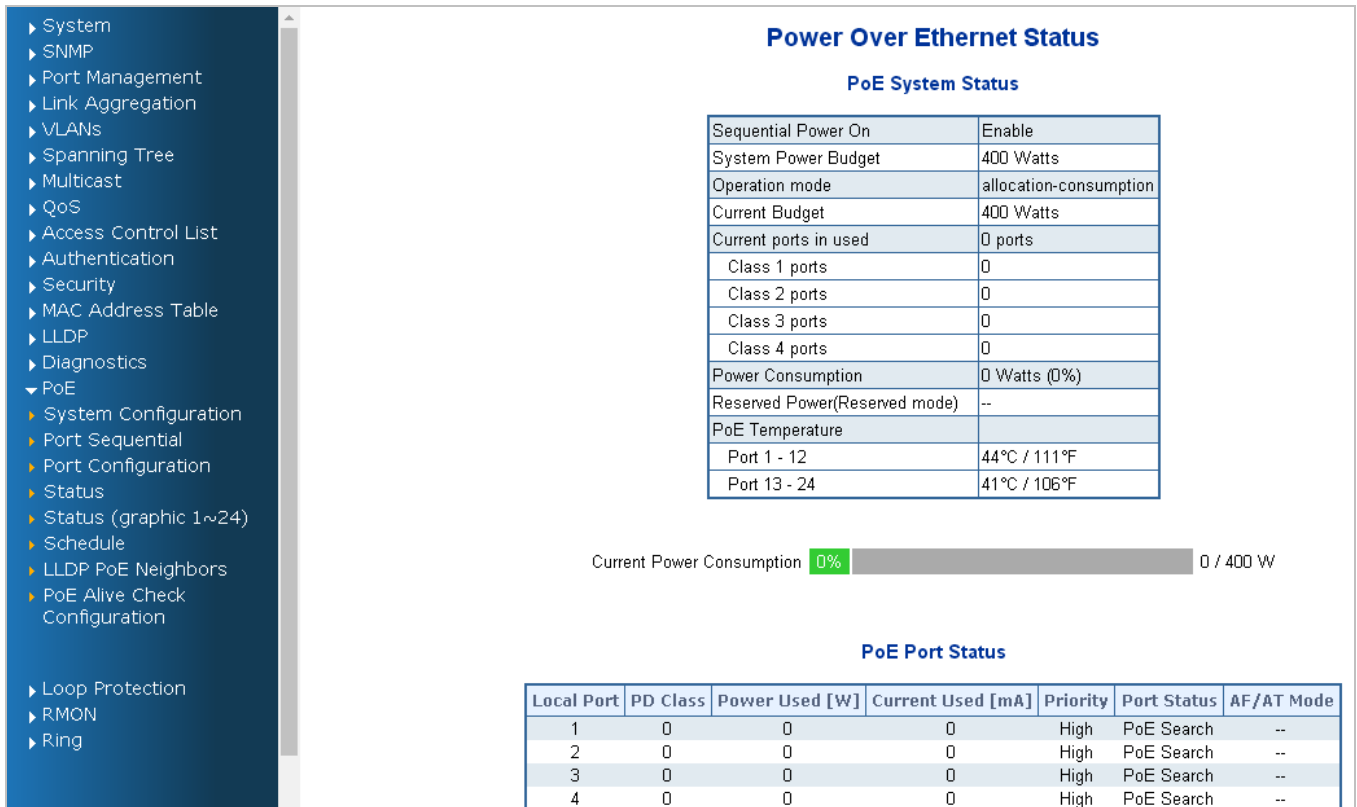 System
SNMP
Port Management
Link Aggregation
VLANs
Spanning Tree
Multicast
QoS
Access Control List
Authentication
Security
MAC Address Table
LLDP
Diagnostics
PoE
System Configuration
Port Sequential
Port Configuration
Status
Status (graphic 1~24)
Schedule
LLDP PoE Neighbors
PoE Alive Check
Configuration
Loop Protection
RMON
Ring
Power Over Ethernet Status
PoE System Status
Sequential Power On Enable
System Power Budget 400 Watts
Operation mode allocation-consumption
Current Budget 400 Watts
Current ports in used 0 ports
Class 1 ports 0
Class 2 ports 0
Class 3 ports 0
Class 4 ports 0
Power Consumption 0 Watts (0%)
Reserved Power(Reserved mode) --
PoE Temperature
Port 1 - 12 44°C / 111°F
Port 13 - 24 41°C / 106°F
Current Power Consumption 0% 0 / 400 W
PoE Port Status
Local Port PD Class Power Used [W] Current Used [mA] Priority Port Status AF/AT Mode
1 0 0 0 High PoE Search --
2 0 0 0 High PoE Search --
3 0 0 0 High PoE Search --
4 0 0 0 High PoE Search --